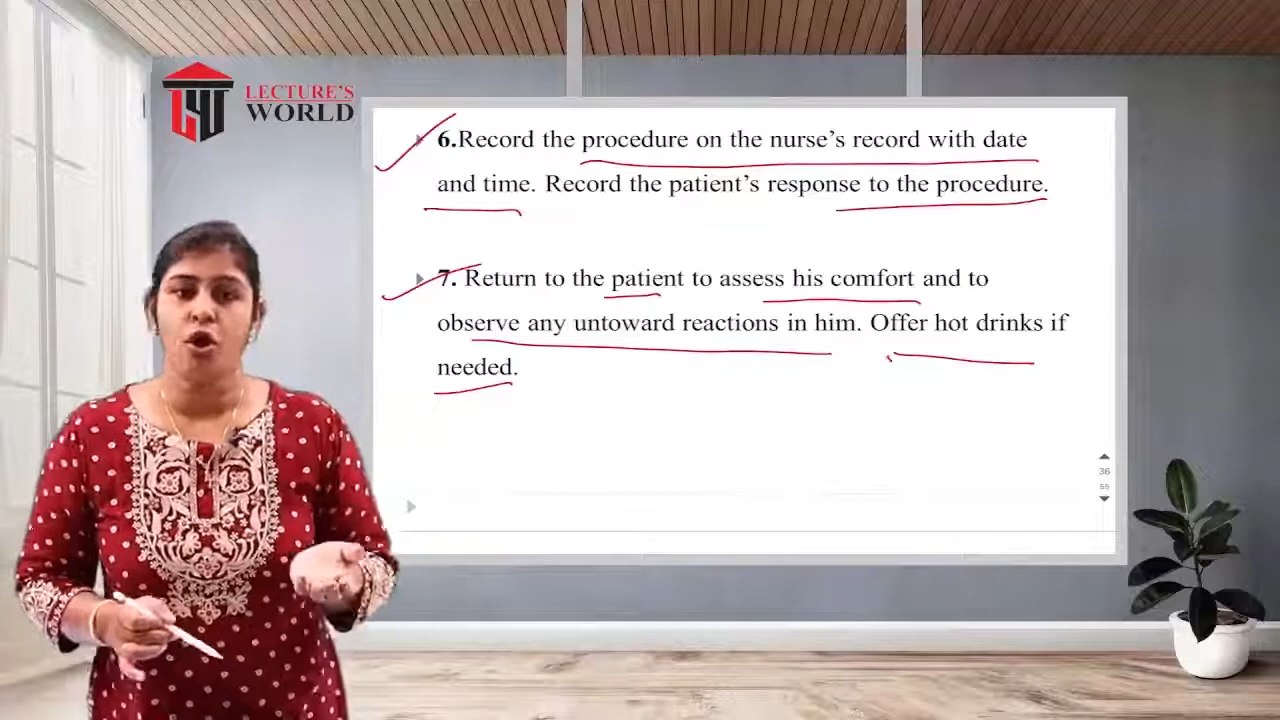 LECTURE'S
WORLD
6.Record the procedure on the nurse's record with date
and time. Record the patient's response to the procedure.
7. Return to the patient to assess his comfort and to
observe any untoward reactions in him. Offer hot drinks if
needed.
36
55